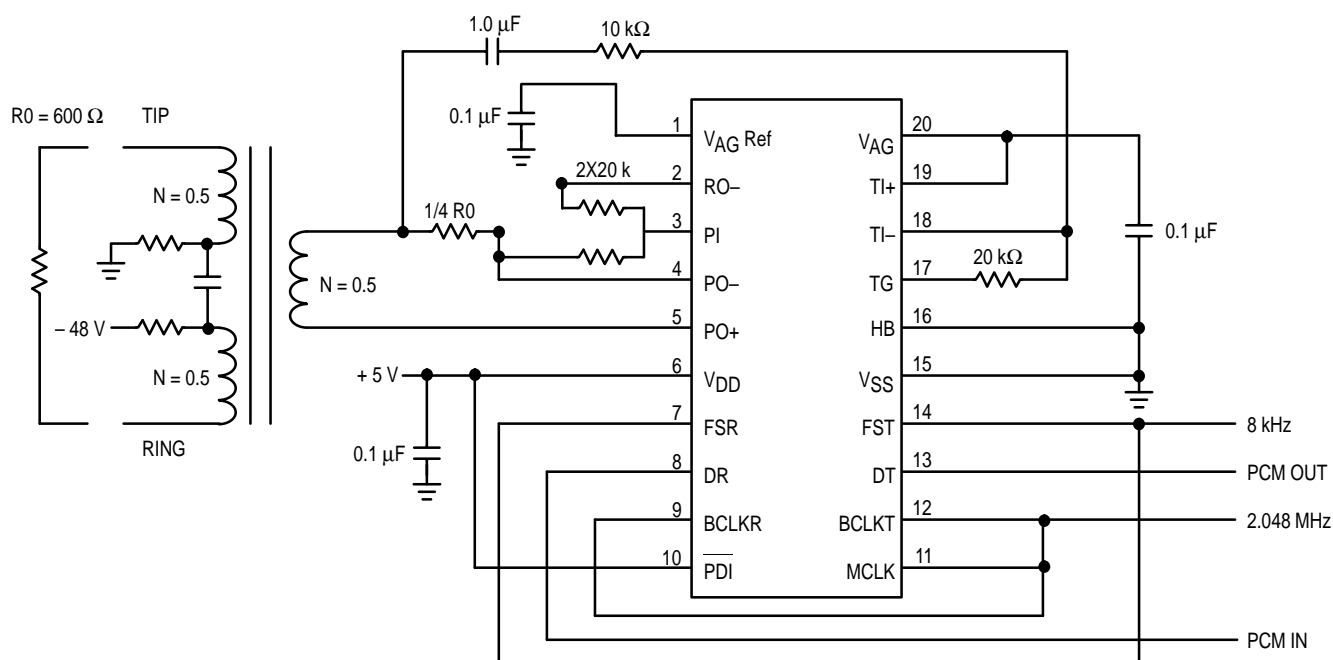 1.0 µF
10 kΩ
R0 = 600 Ω
TIP
0.1 µF
N = 0.5
– 48 V
N = 0.5
RING
N = 0.5
1/4 R0
2X20 k
1
VAG Ref
2
RO–
3
PI
4
PO–
5
PO+
+ 5 V
6
VDD
7
FSR
0.1 µF
8
DR
9
BCLKR
10
PDI
20
VAG
19
TI+
18
TI–
0.1 µF
17
TG
20 kΩ
16
HB
15
VSS
14
FST
8 kHz
13
DT
PCM OUT
12
BCLKT
2.048 MHz
11
MCLK
PCM IN